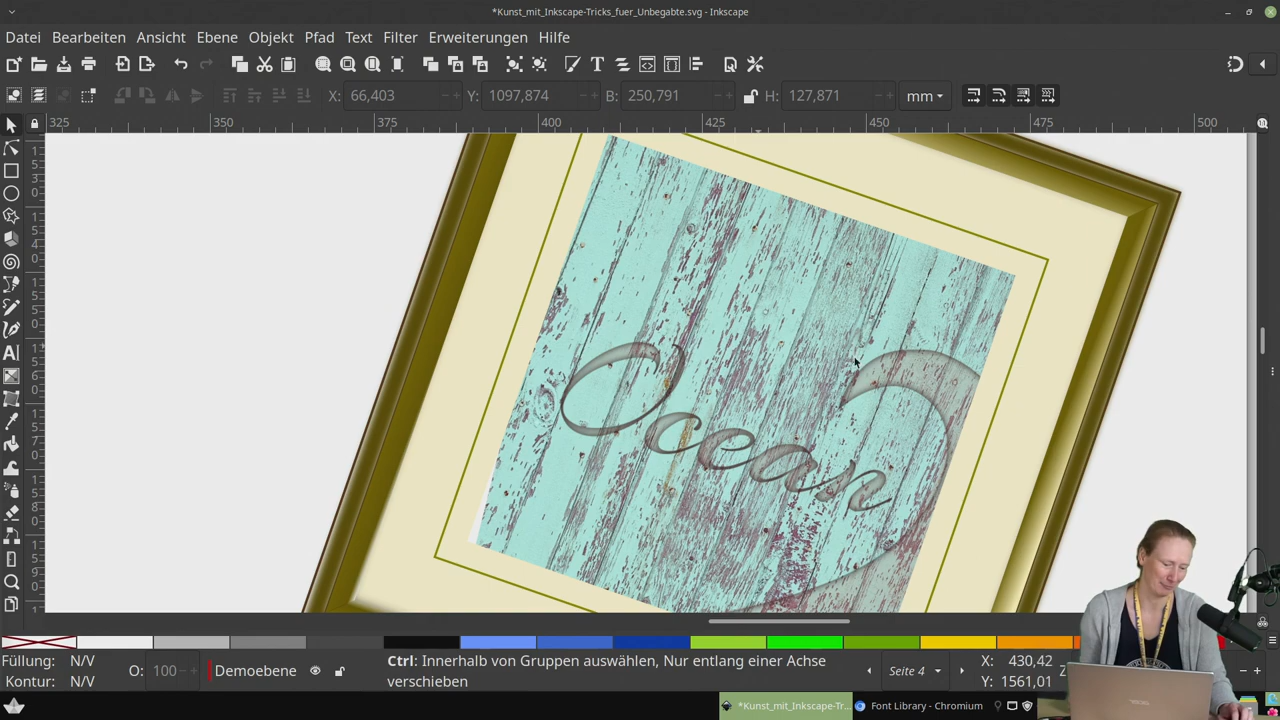 *Kunst_mit_Inkscape-Tricks_fuer_Unbegabte.svg - Inkscape
Datei Bearbeiten Ansicht Ebene Objekt Pfad Text Filter Erweiterungen Hilfe
X: 66,403 Y: 1097,874 B: 250,791 H: 127,871 mm
325 350 375 400 425 450 475 500
Ocean
Füllung: N/V
Kontur: N/V
O: 100
Demoebene
Ctrl: Innerhalb von Gruppen auswählen, Nur entlang einer Achse
verschieben
Seite 4
X: 430,42
Y: 1561,01
*Kunst_mit_Inkscape-Tr...
Font Library - Chromium